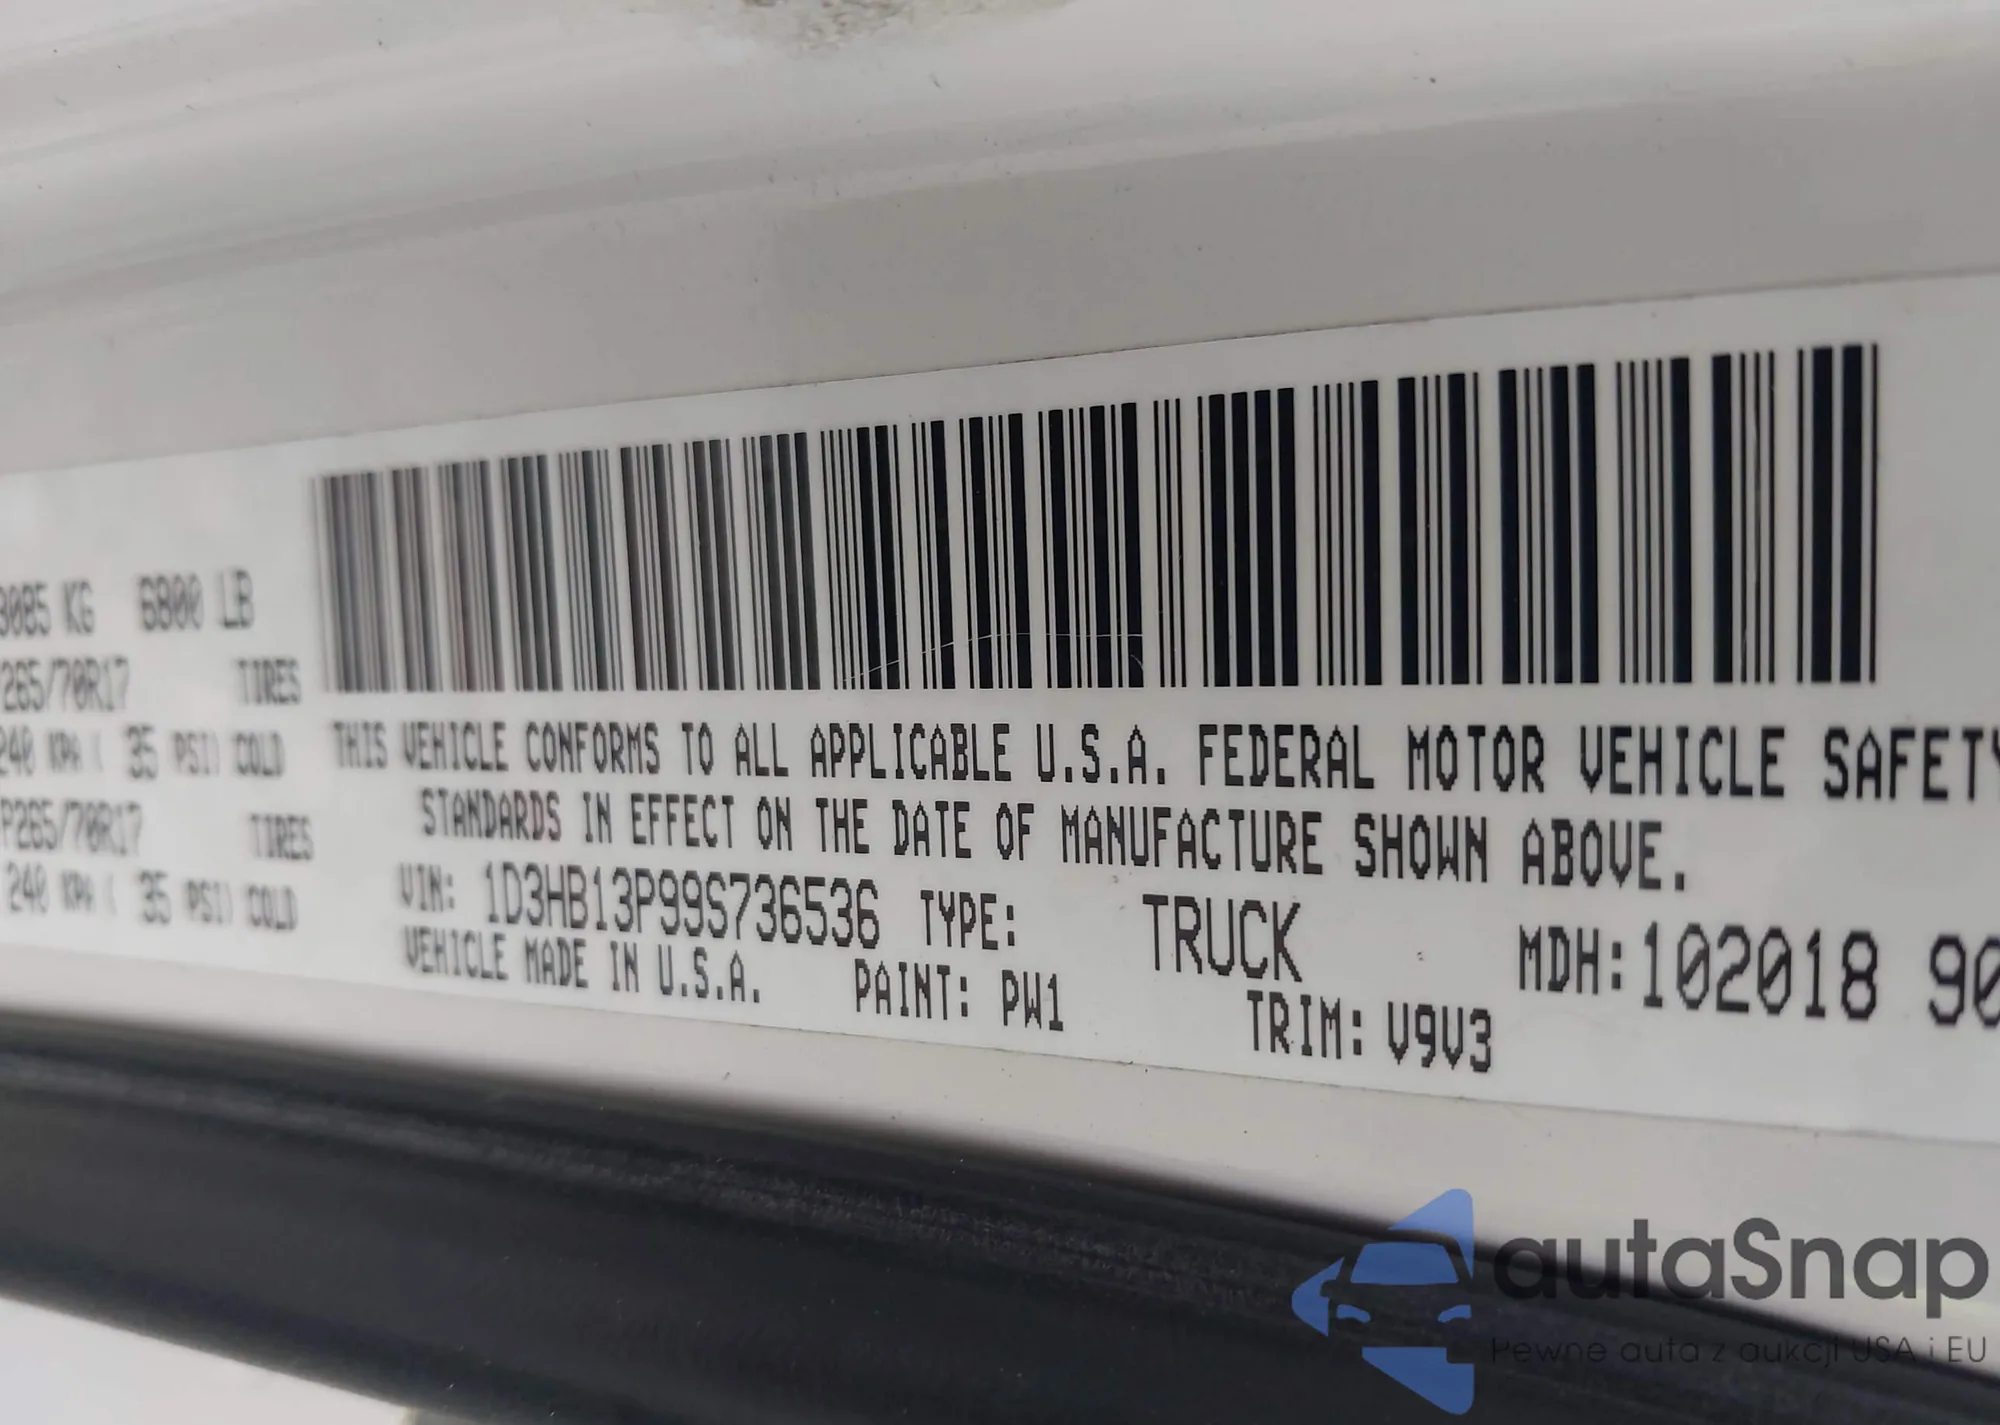 3085 KG 6800 LB
P265/70R17 TIRES
240 KPA ( 35 PSI) COLD
P265/70R17 TIRES
240 KPA ( 35 PSI) COLD
THIS VEHICLE CONFORMS TO ALL APPLICABLE U.S.A. FEDERAL MOTOR VEHICLE SAFETY
STANDARDS IN EFFECT ON THE DATE OF MANUFACTURE SHOWN ABOVE.
VIN: 1D3HB13P99S736536 TYPE: TRUCK MDH:102018 90
VEHICLE MADE IN U.S.A. PAINT: PW1 TRIM: V9V3
autaSnap
Pewne auta z aukcji USA i EU